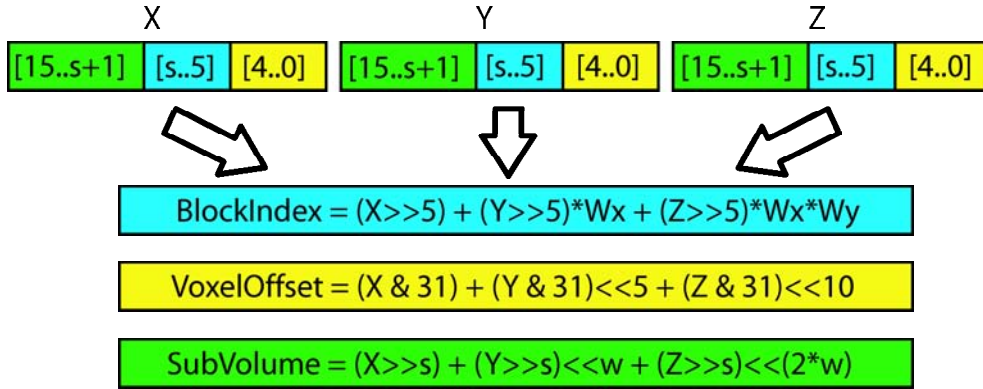 X Y Z
[15..s+1] [s..5] [4..0] [15..s+1] [s..5] [4..0] [15..s+1] [s..5] [4..0]
BlockIndex = (X>>5) + (Y>>5)*Wx + (Z>>5)*Wx*Wy
VoxelOffset = (X & 31) + (Y & 31)<<5 + (Z & 31)<<10
SubVolume = (X>>s) + (Y>>s)<<w + (Z>>s)<<(2*w)